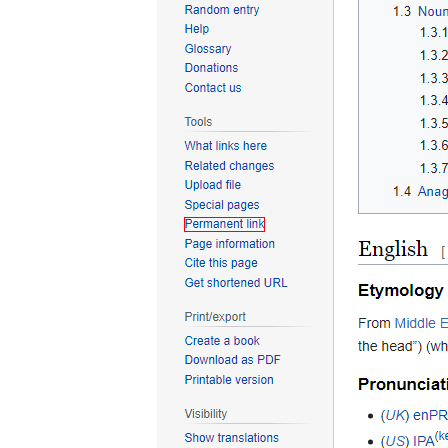 Random entry
Help
Glossary
Donations
Contact us
Tools
What links here
Related changes
Upload file
Special pages
Permanent link
Page information
Cite this page
Get shortened URL
Print/export
Create a book
Download as PDF
Printable version
Visibility
Show translations
1.3 Noun
1.3.1
1.3.2
1.3.3
1.3.4
1.3.5
1.3.6
1.3.7
1.4 Anag
English [
Etymology
From Middle E
the head”) (wh
Pronunciati
• (UK) enPR
• (US) IPA(ke